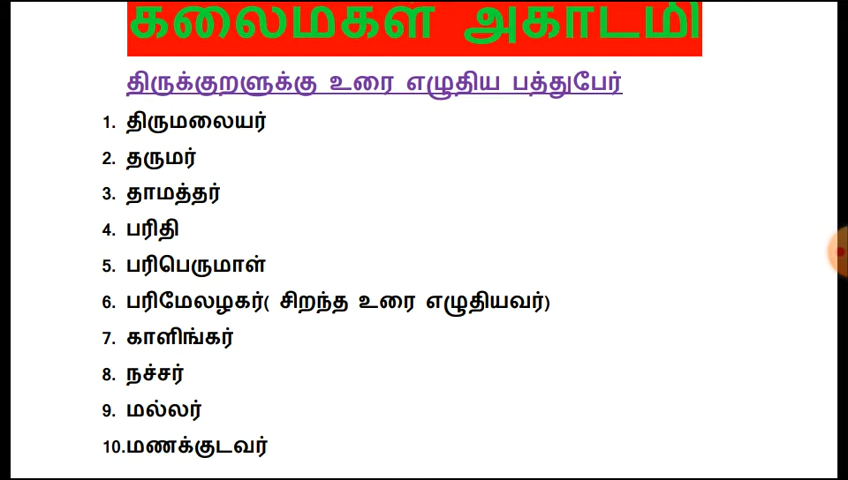 கலைமகள் அகாடமி
திருக்குறளுக்கு உரை எழுதிய பத்துபேர்
1. திருமலையர்
2. தருமர்
3. தாமத்தர்
4. பரிதி
5. பரிபெருமாள்
6. பரிமேலழகர்( சிறந்த உரை எழுதியவர்)
7. காளிங்கர்
8. நச்சர்
9. மல்லர்
10.மணக்குடவர்